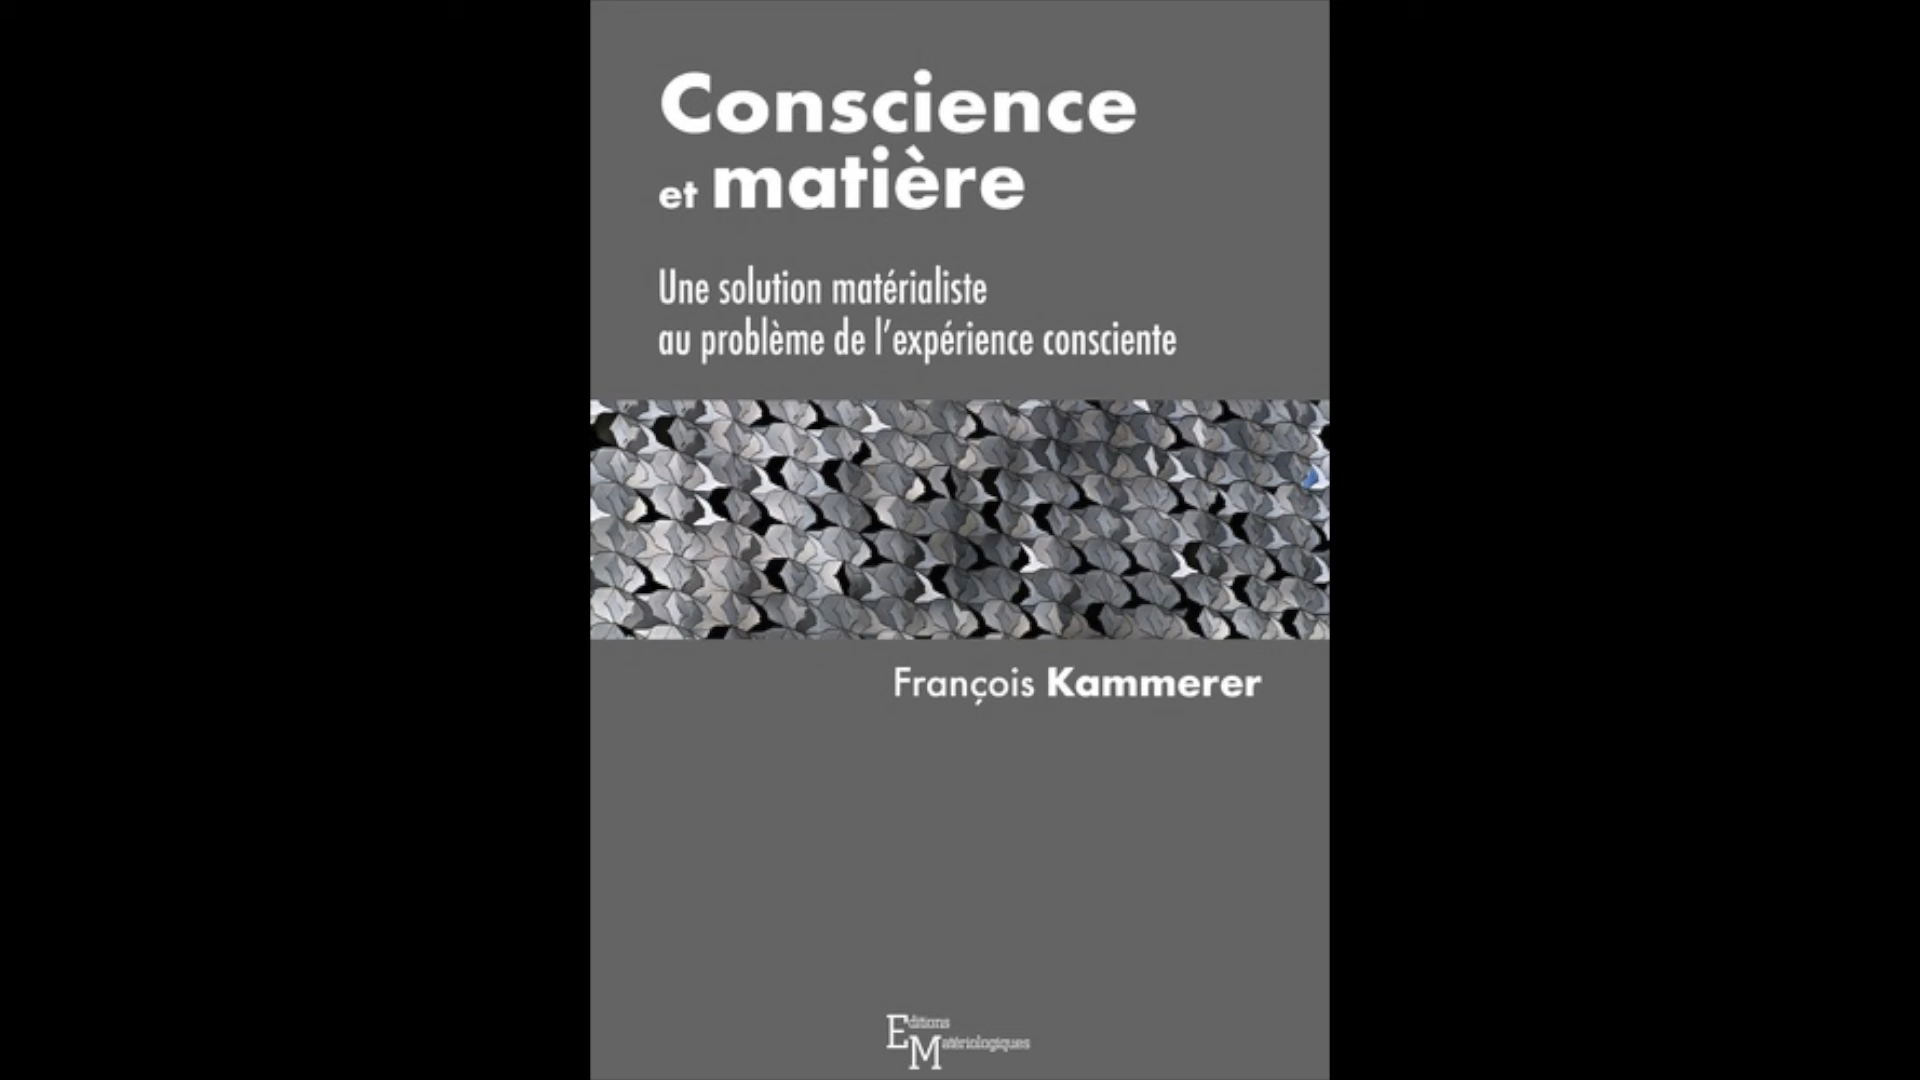 Conscience
et matière
Une solution matérialiste
au problème de l'expérience consciente
François Kammerer
Editions
Matériologiques